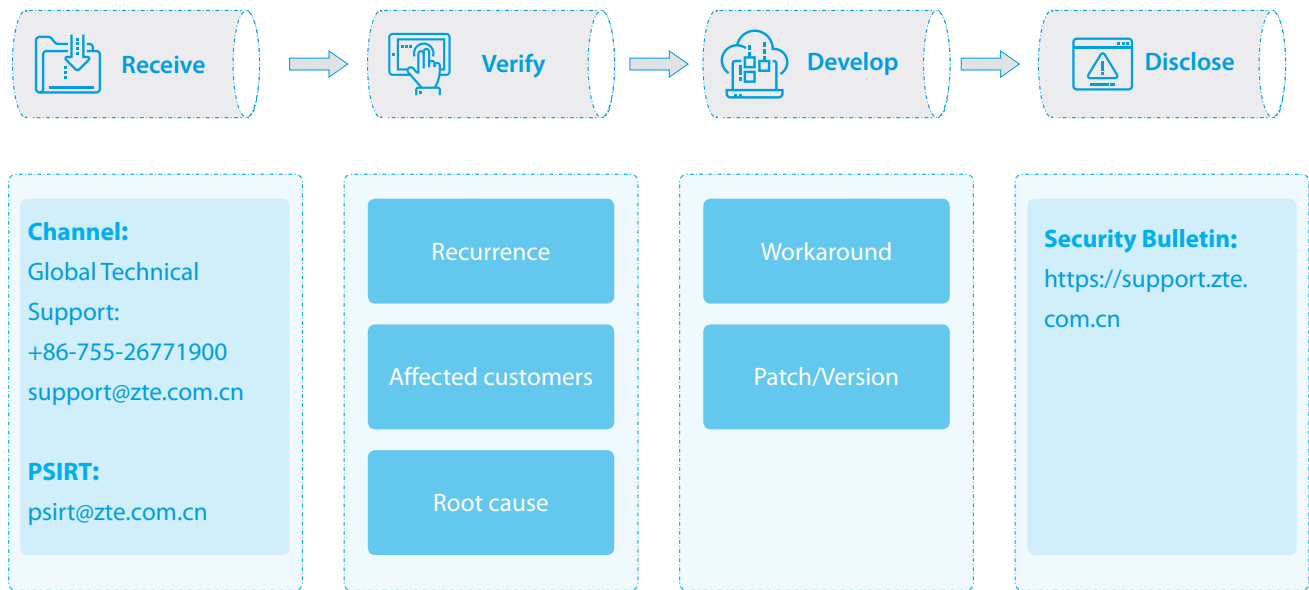 Receive
Verify
Develop
Disclose
Channel:
Global Technical
Support:
+86-755-26771900
support@zte.com.cn
PSIRT:
psirt@zte.com.cn
Recurrence
Affected customers
Root cause
Workaround
Patch/Version
Security Bulletin:
https://support.zte.
com.cn